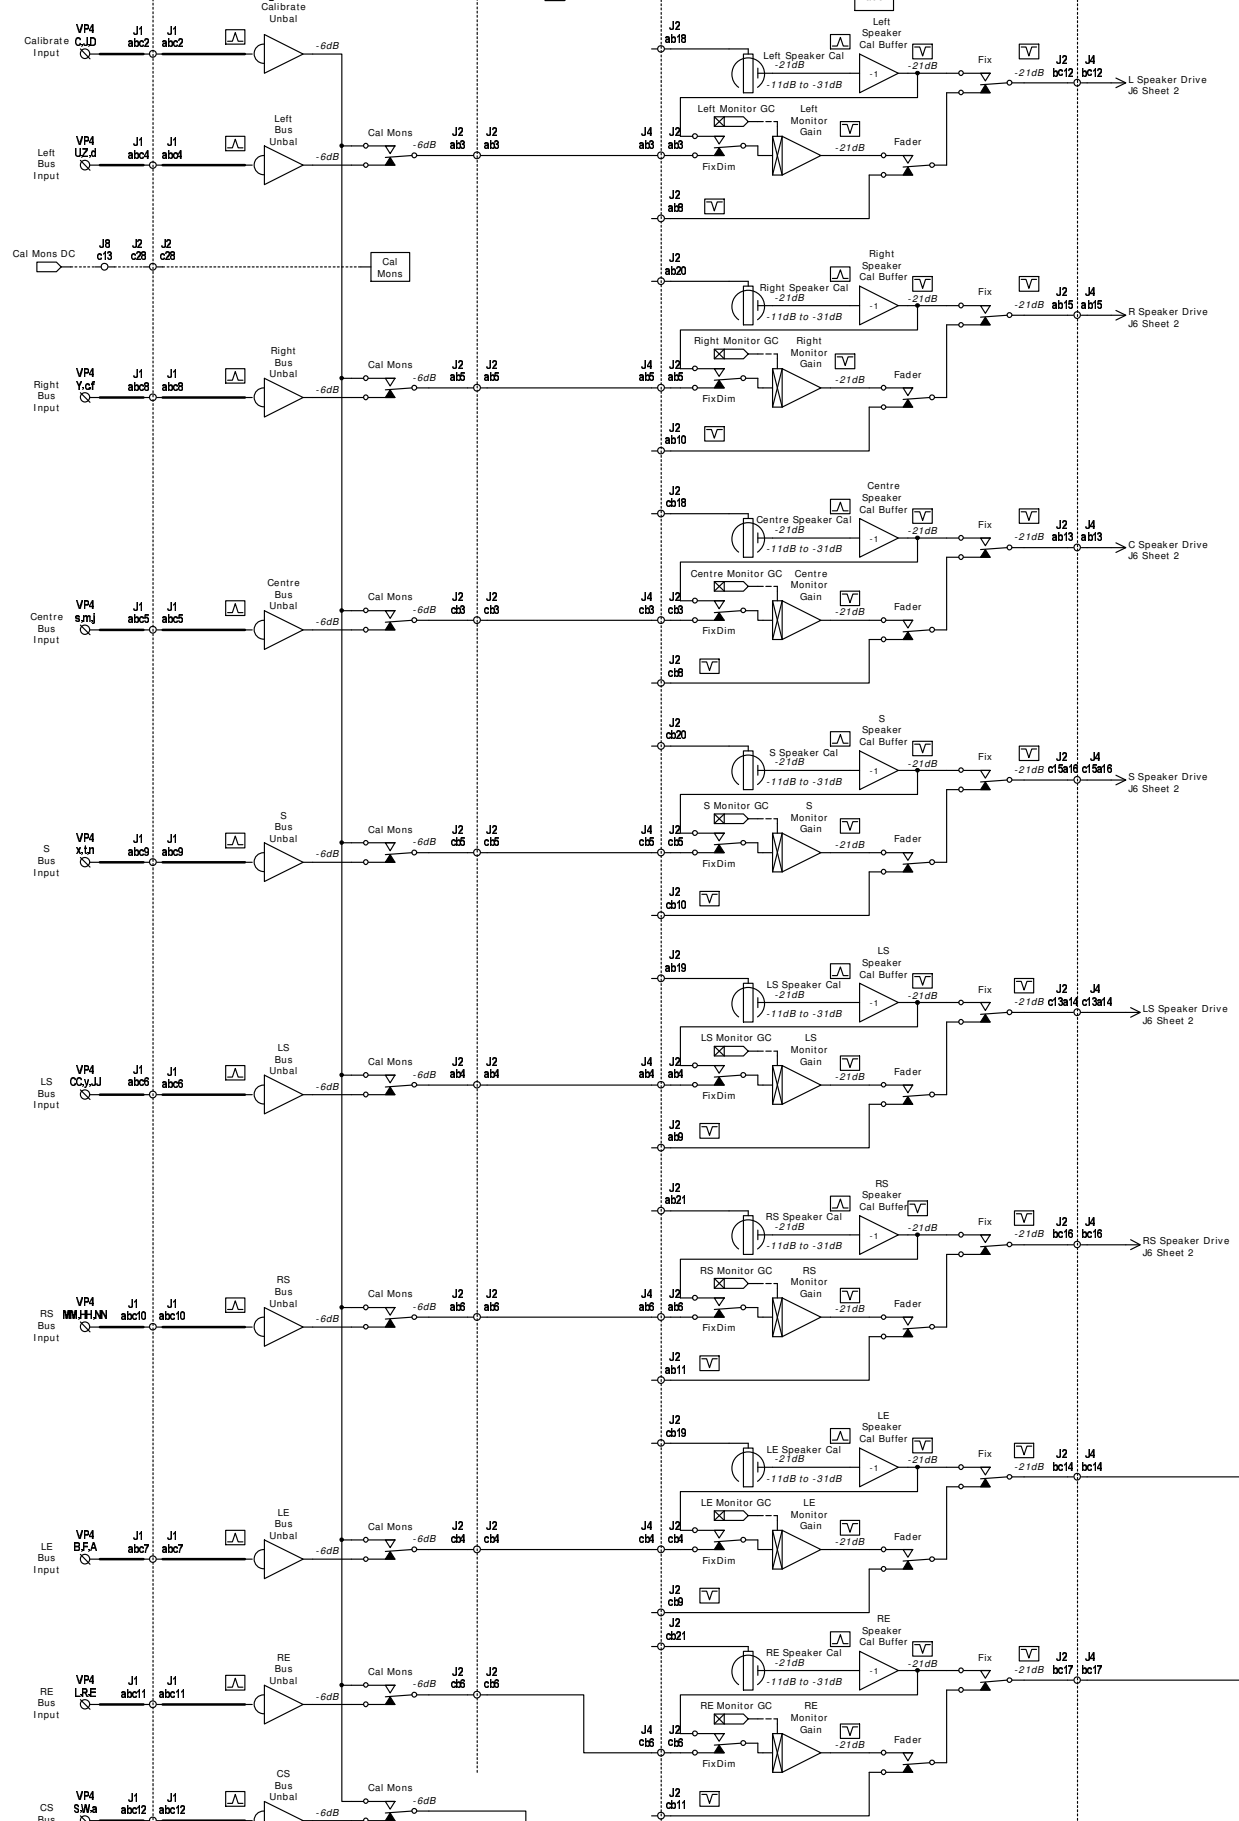 Calibrate
Unbal
VP4
C,J,D
J1
abc2
J1
abc2
Calibrate
Input
-6dB
J2
ab18
Left
Speaker
Cal Buffer
Left Speaker Cal
-21dB
-11dB to -31dB
-1
-21dB
Fix
-21dB
J2
bc12
J4
bc12
L Speaker Drive
J6 Sheet 2
Left
Bus
Unbal
VP4
U,Z,d
J1
abc4
J1
abc4
Left
Bus
Input
-6dB
Cal Mons
-6dB
J2
ab3
J2
ab3
J4
ab3
J2
ab3
Left Monitor GC
Left
Monitor
Gain
-21dB
FixDim
Fader
J2
ab8
Cal Mons DC
J8
c13
J2
c28
J2
c28
Cal
Mons
J2
ab20
Right
Speaker
Cal Buffer
Right Speaker Cal
-21dB
-11dB to -31dB
-1
-21dB
Fix
-21dB
J2
ab15
J4
ab15
R Speaker Drive
J6 Sheet 2
Right
Bus
Unbal
VP4
Y,c,f
J1
abc8
J1
abc8
Right
Bus
Input
-6dB
Cal Mons
-6dB
J2
ab5
J2
ab5
J4
ab5
J2
ab5
Right Monitor GC
Right
Monitor
Gain
-21dB
FixDim
Fader
J2
ab10
J2
cb18
Centre
Speaker
Cal Buffer
Centre Speaker Cal
-21dB
-11dB to -31dB
-1
-21dB
Fix
-21dB
J2
ab13
J4
ab13
C Speaker Drive
J6 Sheet 2
Centre
Bus
Unbal
VP4
s,m,j
J1
abc5
J1
abc5
Centre
Bus
Input
-6dB
Cal Mons
-6dB
J2
cb3
J2
cb3
J4
cb3
J2
cb3
Centre Monitor GC
Centre
Monitor
Gain
-21dB
FixDim
Fader
J2
cb8
J2
cb20
S
Speaker
Cal Buffer
S Speaker Cal
-21dB
-11dB to -31dB
-1
-21dB
Fix
-21dB
J2
c15a16
J4
c15a16
S Speaker Drive
J6 Sheet 2
S
Bus
Unbal
VP4
x,t,n
J1
abc9
J1
abc9
S
Bus
Input
-6dB
Cal Mons
-6dB
J2
cb5
J2
cb5
J4
cb5
J2
cb5
S Monitor GC
S
Monitor
Gain
-21dB
FixDim
Fader
J2
cb10
J2
ab19
LS
Speaker
Cal Buffer
LS Speaker Cal
-21dB
-11dB to -31dB
-1
-21dB
Fix
-21dB
J2
c13a14
J4
c13a14
LS Speaker Drive
J6 Sheet 2
LS
Bus
Unbal
VP4
CC,y,JJ
J1
abc6
J1
abc6
LS
Bus
Input
-6dB
Cal Mons
-6dB
J2
ab4
J2
ab4
J4
ab4
J2
ab4
LS Monitor GC
LS
Monitor
Gain
-21dB
FixDim
Fader
J2
ab9
J2
ab21
RS
Speaker
Cal Buffer
RS Speaker Cal
-21dB
-11dB to -31dB
-1
-21dB
Fix
-21dB
J2
bc16
J4
bc16
RS Speaker Drive
J6 Sheet 2
RS
Bus
Unbal
VP4
MM,HH,NN
J1
abc10
J1
abc10
RS
Bus
Input
-6dB
Cal Mons
-6dB
J2
ab6
J2
ab6
J4
ab6
J2
ab6
RS Monitor GC
RS
Monitor
Gain
-21dB
FixDim
Fader
J2
ab11
J2
cb19
LE
Speaker
Cal Buffer
LE Speaker Cal
-21dB
-11dB to -31dB
-1
-21dB
Fix
-21dB
J2
bc14
J4
bc14
LE
Bus
Unbal
VP4
B,F,A
J1
abc7
J1
abc7
LE
Bus
Input
-6dB
Cal Mons
-6dB
J2
cb4
J2
cb4
J4
cb4
J2
cb4
LE Monitor GC
LE
Monitor
Gain
-21dB
FixDim
Fader
J2
cb9
J2
cb21
RE
Speaker
Cal Buffer
RE Speaker Cal
-21dB
-11dB to -31dB
-1
-21dB
Fix
-21dB
J2
bc17
J4
bc17
RE
Bus
Unbal
VP4
L,R,E
J1
abc11
J1
abc11
RE
Bus
Input
-6dB
Cal Mons
-6dB
J2
cb6
J2
cb6
J4
cb6
J2
cb6
RE Monitor GC
RE
Monitor
Gain
-21dB
FixDim
Fader
J2
cb11
CS
Bus
Unbal
VP4
S,W,a
J1
abc12
J1
abc12
CS
Bus
-6dB
Cal Mons
-6dB